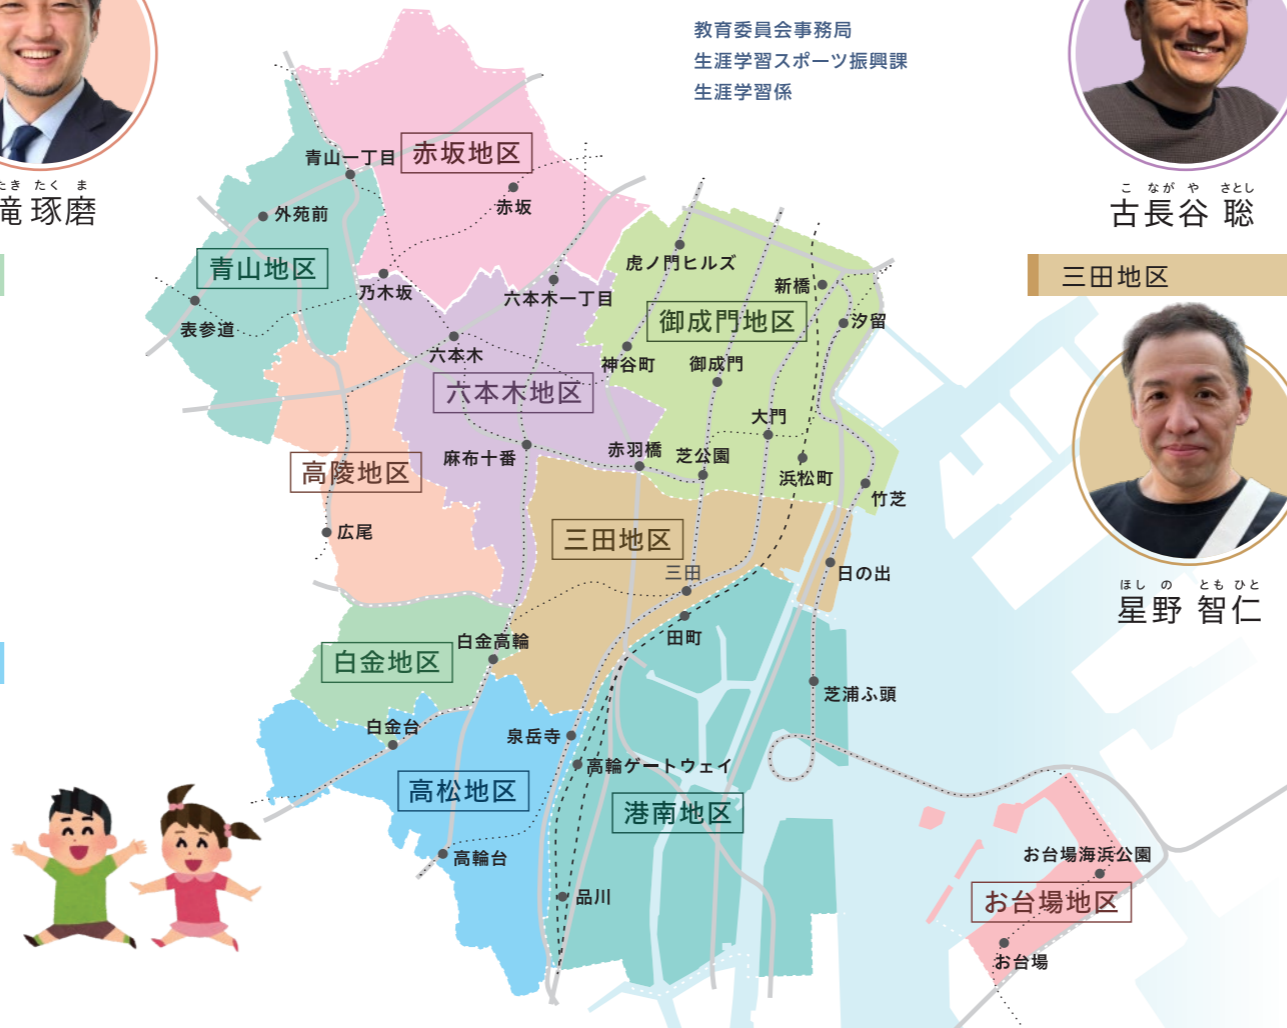 教育委員会事務局
生涯学習スポーツ振興課
生涯学習係
たき たく ま
滝 琢磨
こ なが や さとし
古長谷 聡
三田地区
ほし の とも ひと
星野 智仁
赤坂地区
青山一丁目
赤坂
外苑前
青山地区
表参道
乃木坂
六本木一丁目
虎ノ門ヒルズ
新橋
汐留
御成門地区
六本木
神谷町
御成門
六本木地区
大門
麻布十番
赤羽橋
芝公園
浜松町
竹芝
高陵地区
広尾
三田地区
三田
日の出
田町
白金高輪
白金地区
芝浦ふ頭
白金台
泉岳寺
高輪ゲートウェイ
高松地区
港南地区
高輪台
品川
お台場海浜公園
お台場地区
お台場